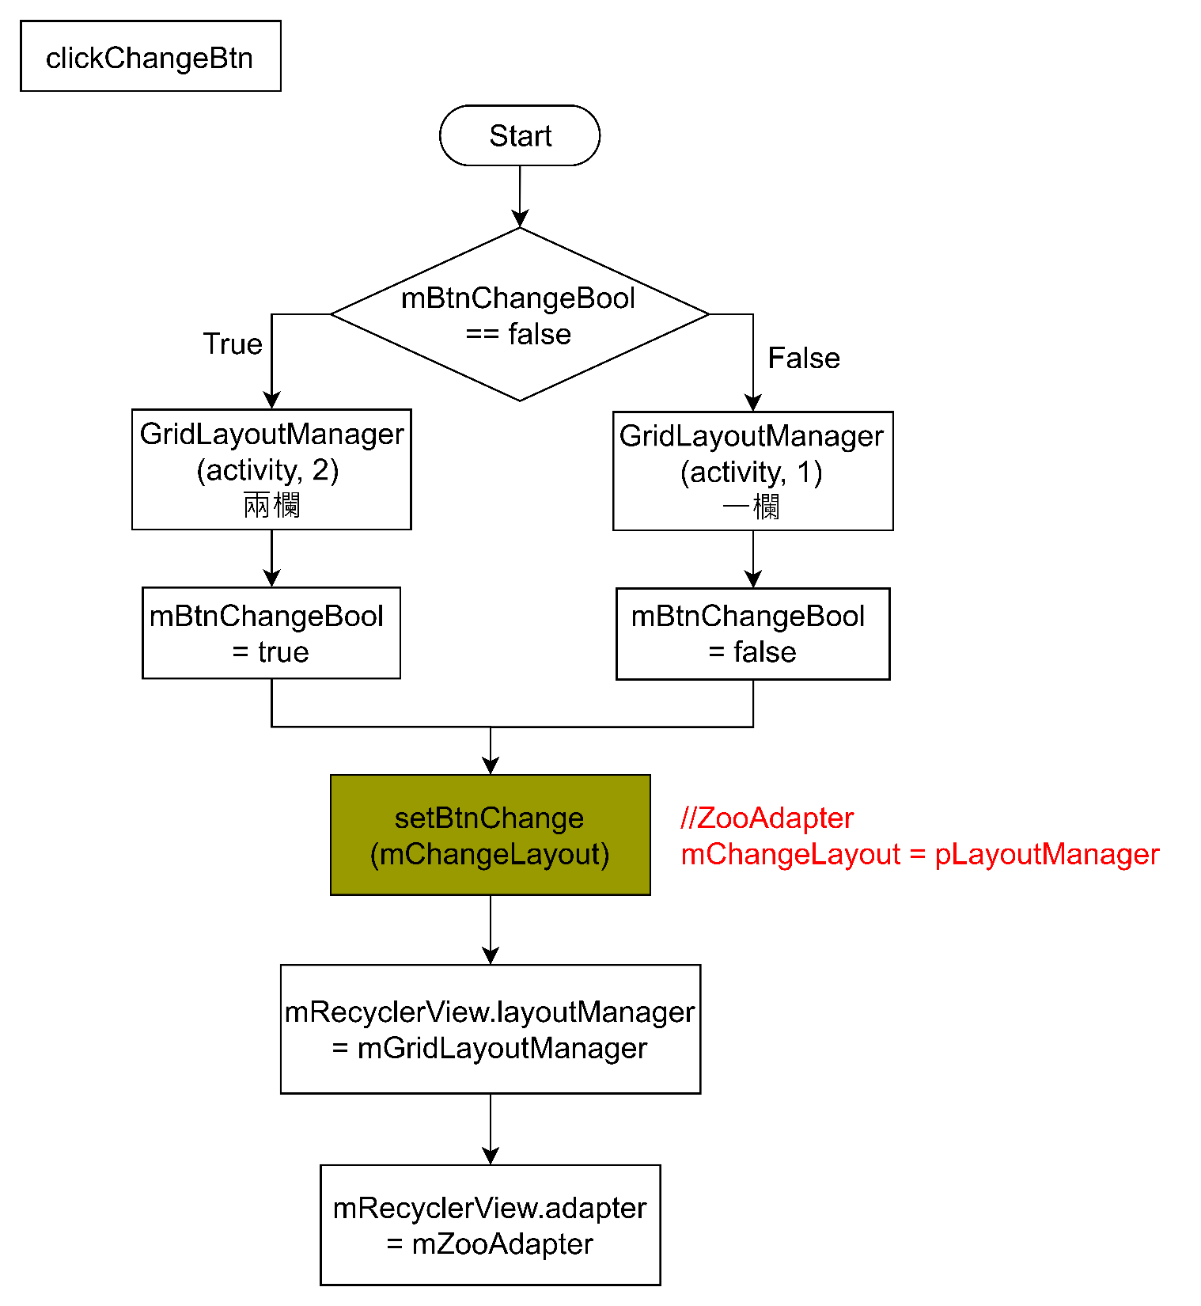 clickChangeBtn
Start
mBtnChangeBool
== false
True
False
GridLayoutManager
(activity, 2)
兩欄
GridLayoutManager
(activity, 1)
一欄
mBtnChangeBool
= true
mBtnChangeBool
= false
setBtnChange
(mChangeLayout)
//ZooAdapter
mChangeLayout = pLayoutManager
mRecyclerView.layoutManager
= mGridLayoutManager
mRecyclerView.adapter
= mZooAdapter